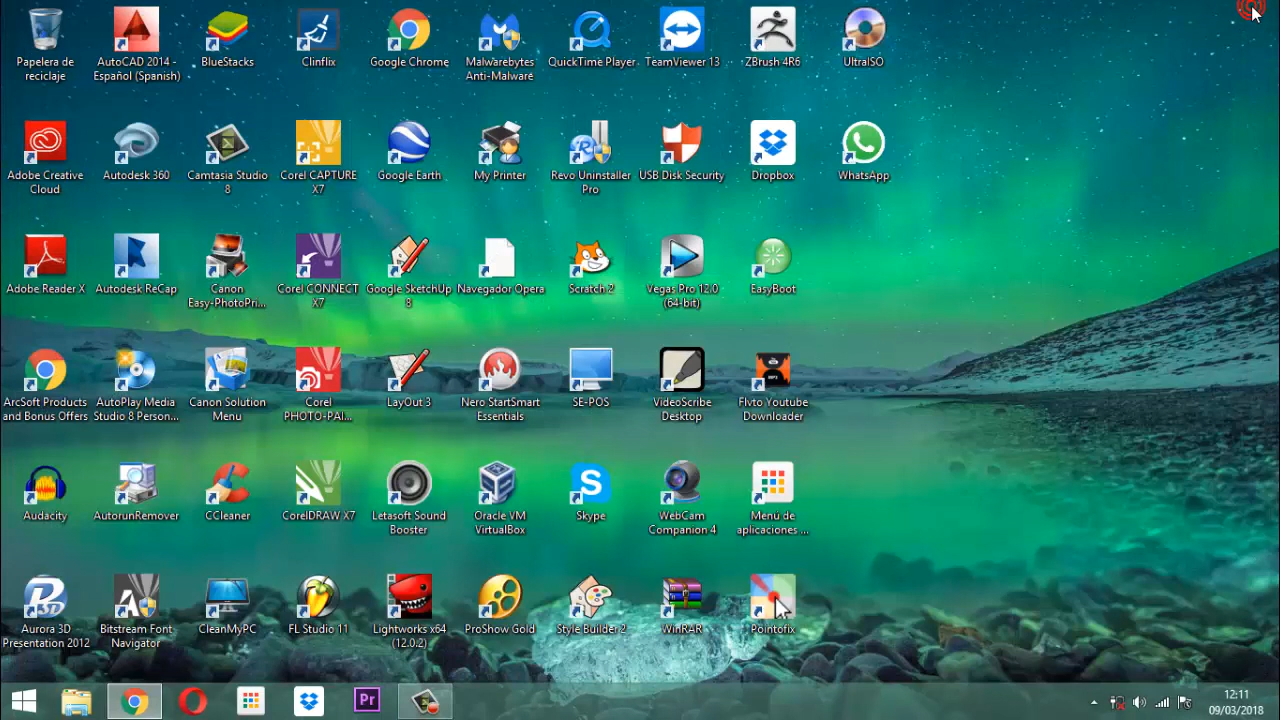 Papelera de
reciclaje
AutoCAD 2014 -
Español (Spanish)
BlueStacks
Clinflix
Google Chrome
Malwarebytes
Anti-Malware
QuickTime Player
TeamViewer 13
ZBrush 4R6
UltraISO
Adobe Creative
Cloud
Autodesk 360
Camtasia Studio
8
Corel CAPTURE
X7
Google Earth
My Printer
Revo Uninstaller
Pro
USB Disk Security
Dropbox
WhatsApp
Adobe Reader X
Autodesk ReCap
Canon
Easy-PhotoPri...
Corel CONNECT
X7
Google SketchUp
8
Navegador Opera
Scratch 2
Vegas Pro 12.0
(64-bit)
EasyBoot
ArcSoft Products
and Bonus Offers
AutoPlay Media
Studio 8 Person...
Canon Solution
Menu
Corel
PHOTO-PAI...
LayOut 3
Nero StartSmart
Essentials
SE-POS
VideoScribe
Desktop
Flvto Youtube
Downloader
Audacity
AutorunRemover
CCleaner
CorelDRAW X7
Letasoft Sound
Booster
Oracle VM
VirtualBox
Skype
WebCam
Companion 4
Menú de
aplicaciones ...
Aurora 3D
Presentation 2012
Bitstream Font
Navigator
CleanMyPC
FL Studio 11
Lightworks x64
(12.0.2)
ProShow Gold
Style Builder 2
WinRAR
Pointofix
Pr
12:11
09/03/2018